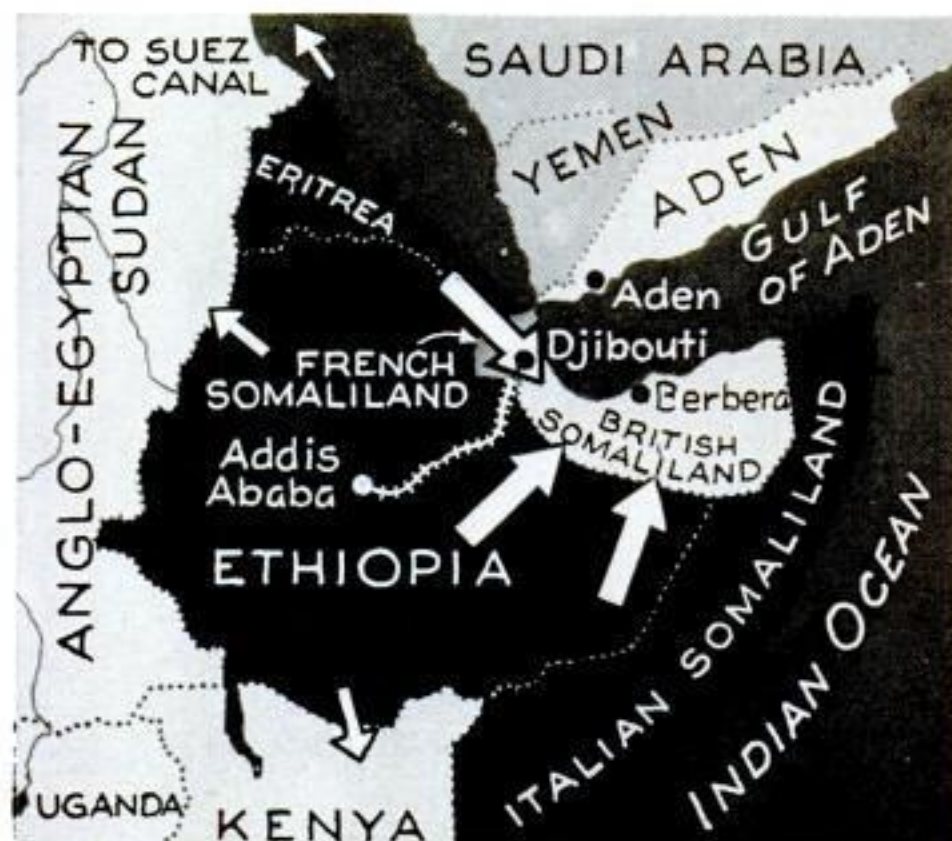 TO SUEZ
CANAL
SAUDI ARABIA
ANGLO-EGYPTIAN
SUDAN
ERITREA
YEMEN
ADEN
GULF
OF ADEN
Aden
Djibouti
FRENCH
SOMALILAND
Berbera
BRITISH
SOMALILAND
Addis
Ababa
ETHIOPIA
ITALIAN SOMALILAND
INDIAN OCEAN
UGANDA
KENYA